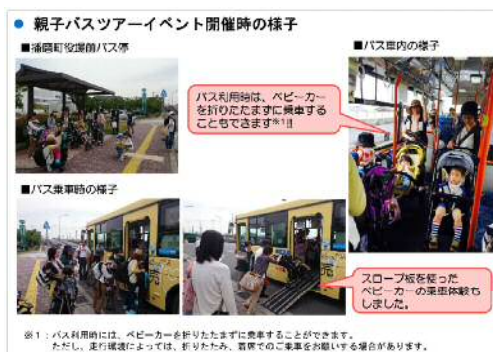 ● 親子バスツアーイベント開催時の様子
■播磨町役場前バス停
■バス車内の様子
バス利用時は、ベビーカー
を折りたたまずに乗車する
こともできます※1!!
■バス乗車時の様子
スロープ板を使った
ベビーカーの乗車体験も
しました。
※1：バス利用時には、ベビーカーを折りたたまずに乗車することができます。
ただし、走行環境によっては、折りたたみ、着席でのご乗車をお願いする場合があります。